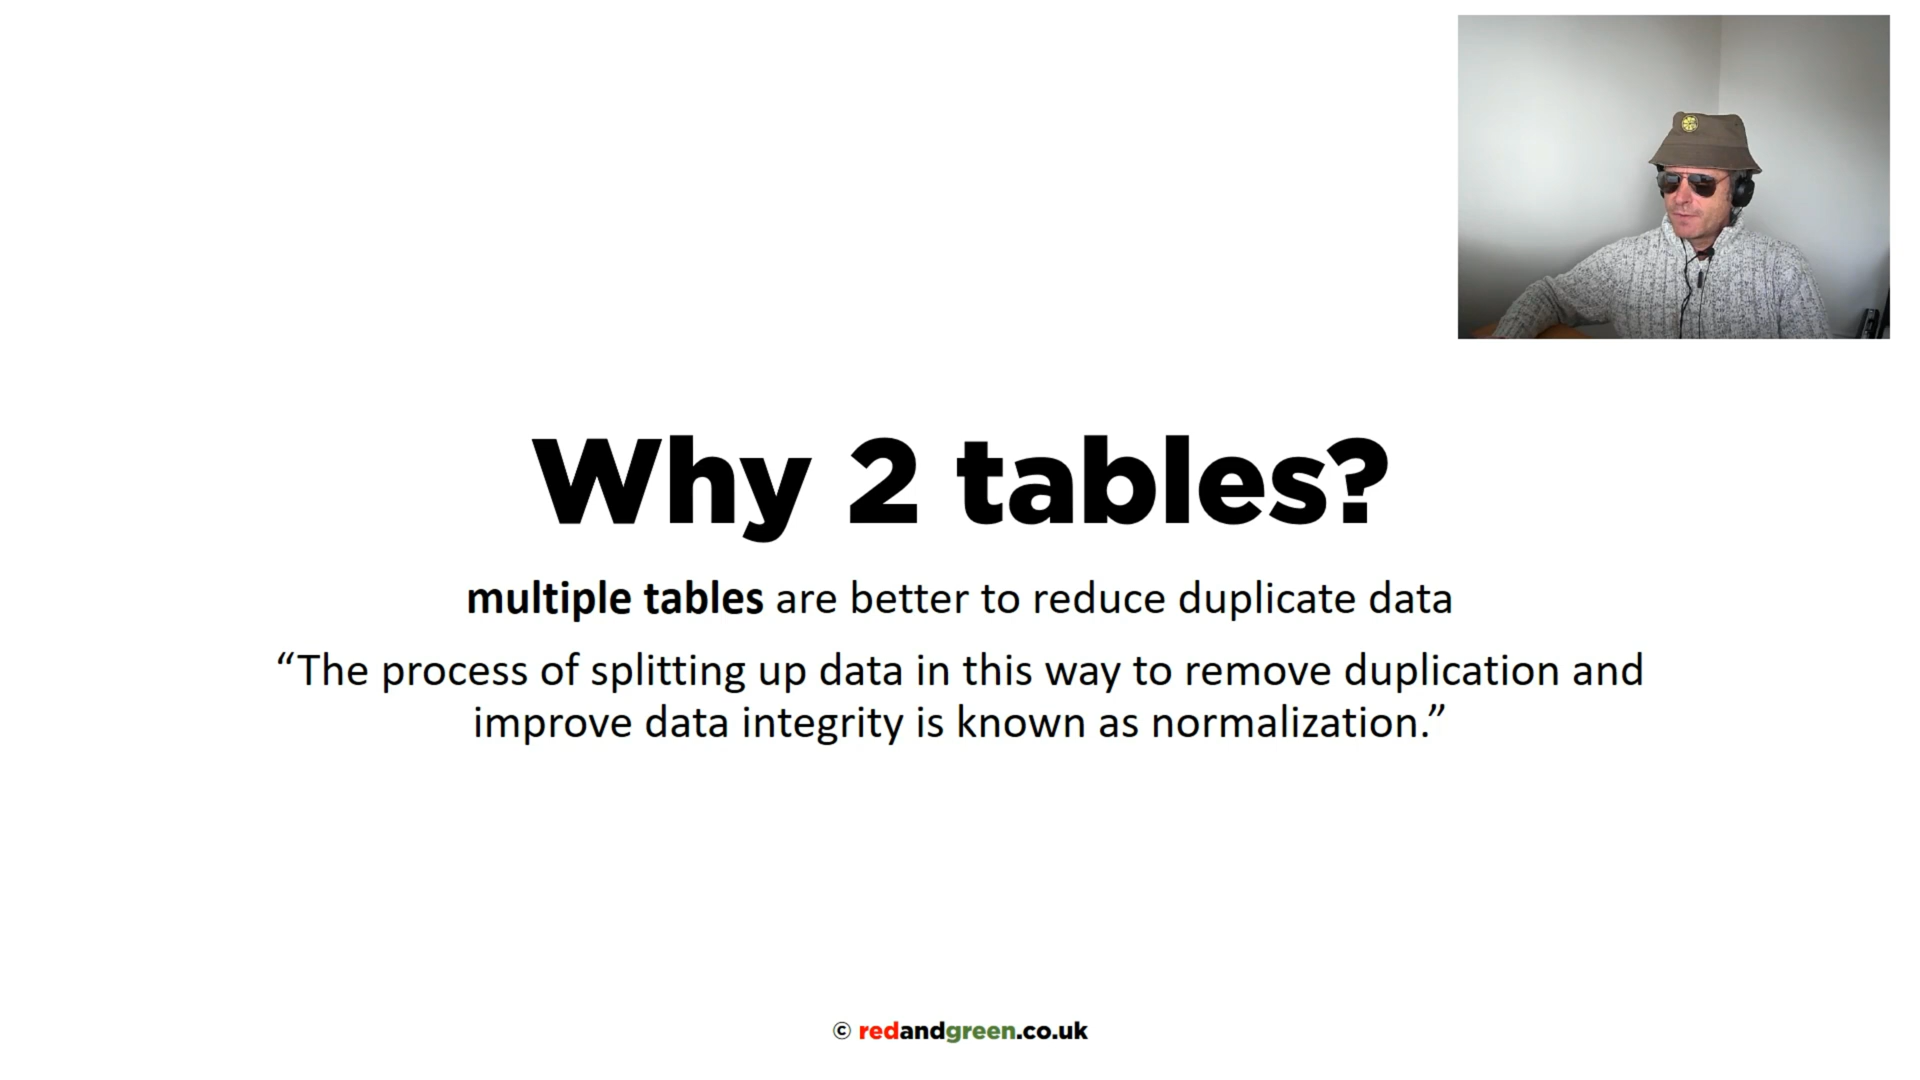 Why 2 tables?
multiple tables are better to reduce duplicate data
“The process of splitting up data in this way to remove duplication and
improve data integrity is known as normalization.”
© redandgreen.co.uk